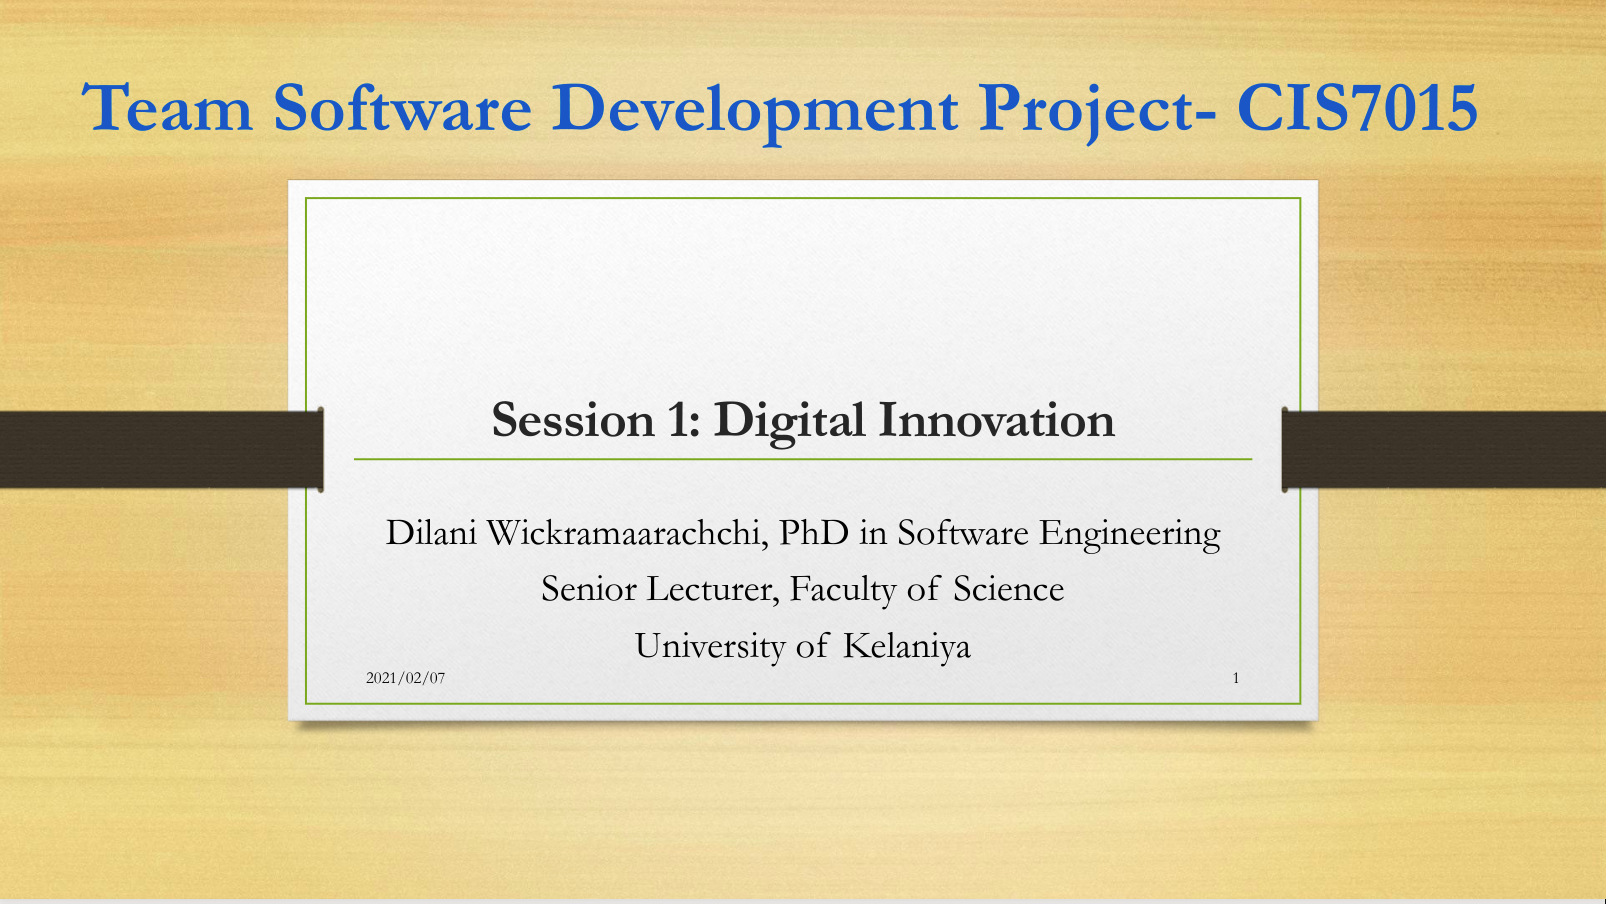 Team Software Development Project- CIS7015
Session 1: Digital Innovation
Dilani Wickramaarachchi, PhD in Software Engineering
Senior Lecturer, Faculty of Science
University of Kelaniya
2021/02/07
1